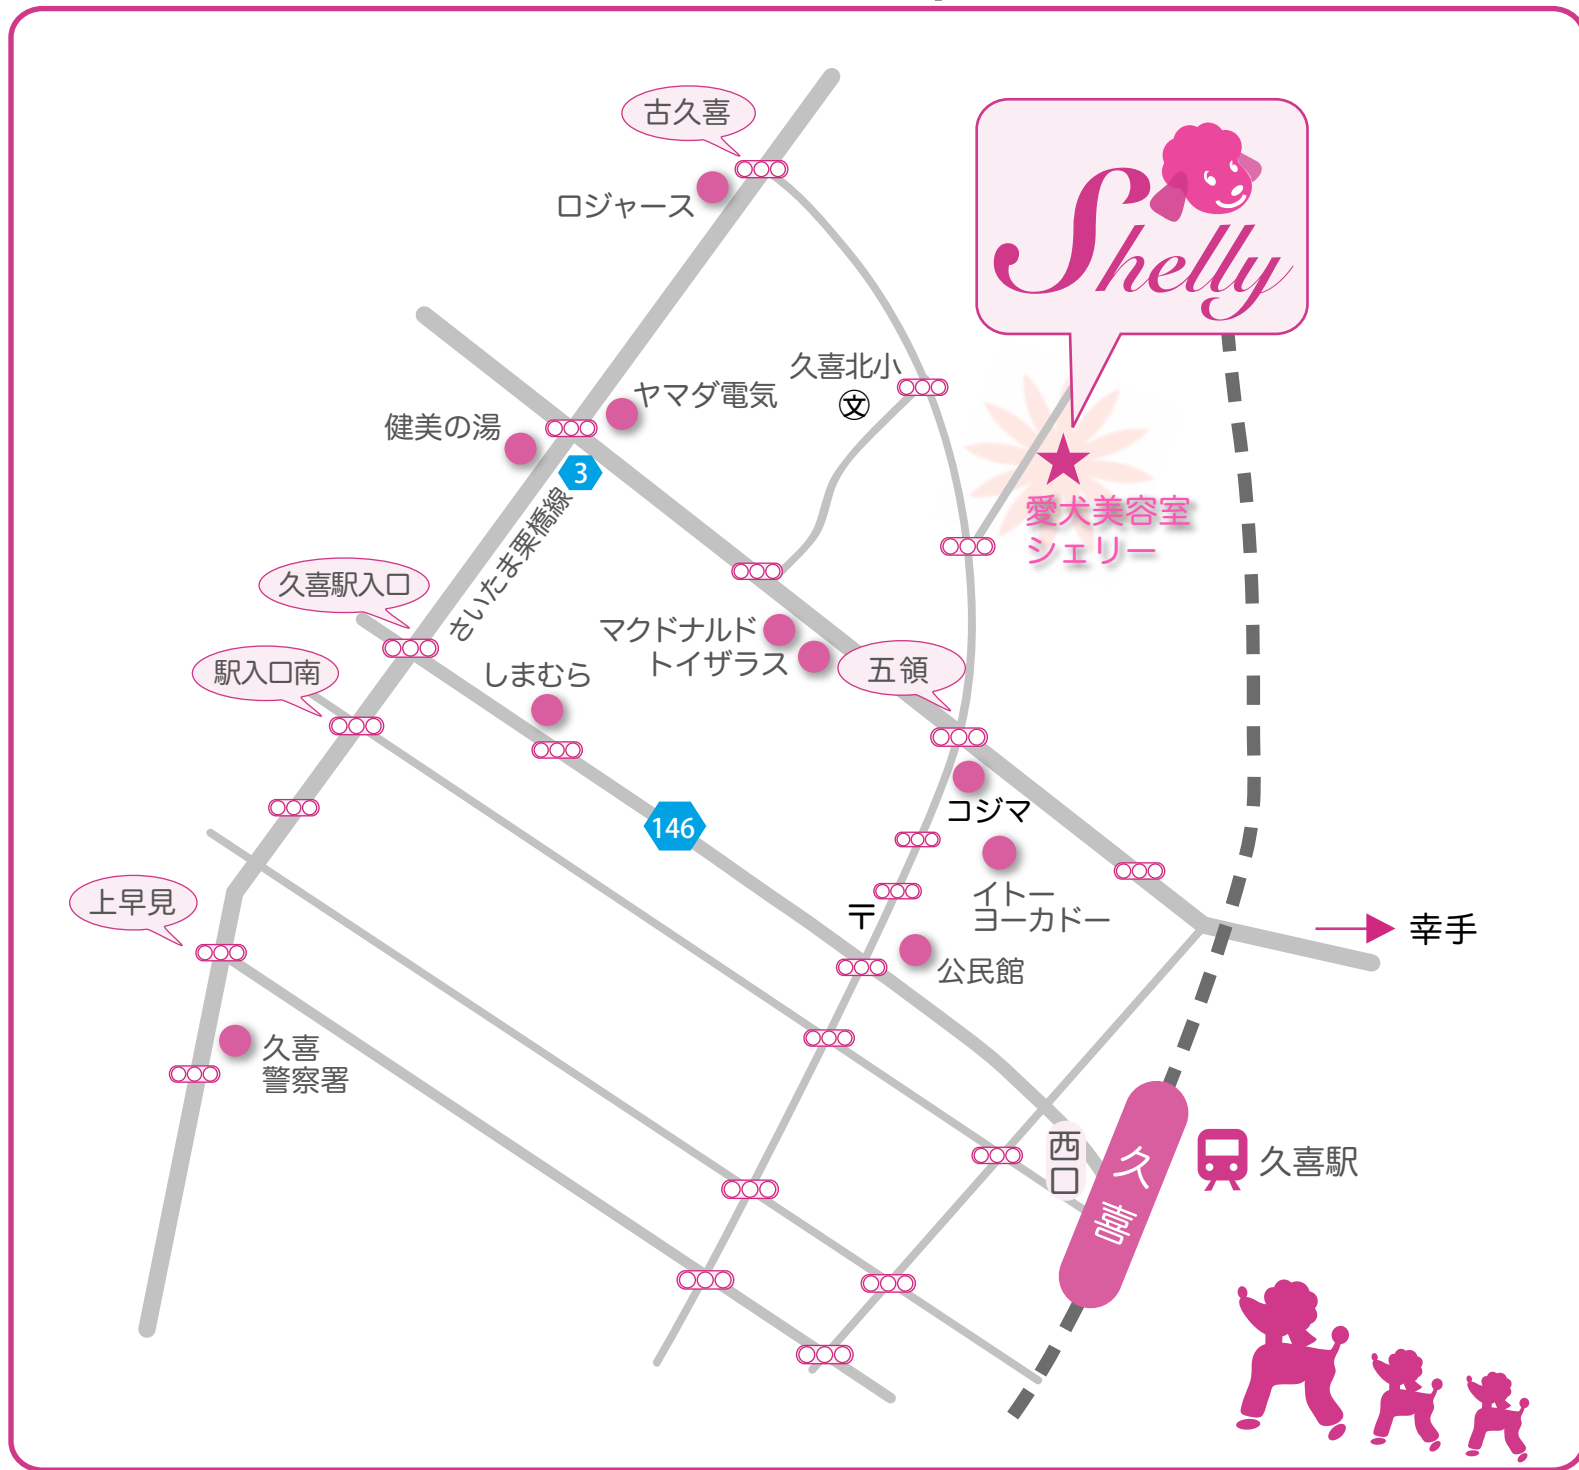 古久喜
ロジャース
Shelly
久喜北小
文
ヤマダ電気
健美の湯
3
さいたま栗橋線
愛犬美容室
シェリー
久喜駅入口
マクドナルド
トイザラス
駅入口南
しまむら
五領
コジマ
146
イトー
ヨーカドー
上早見
〒
幸手
公民館
久喜
警察署
西口
久喜
久喜駅